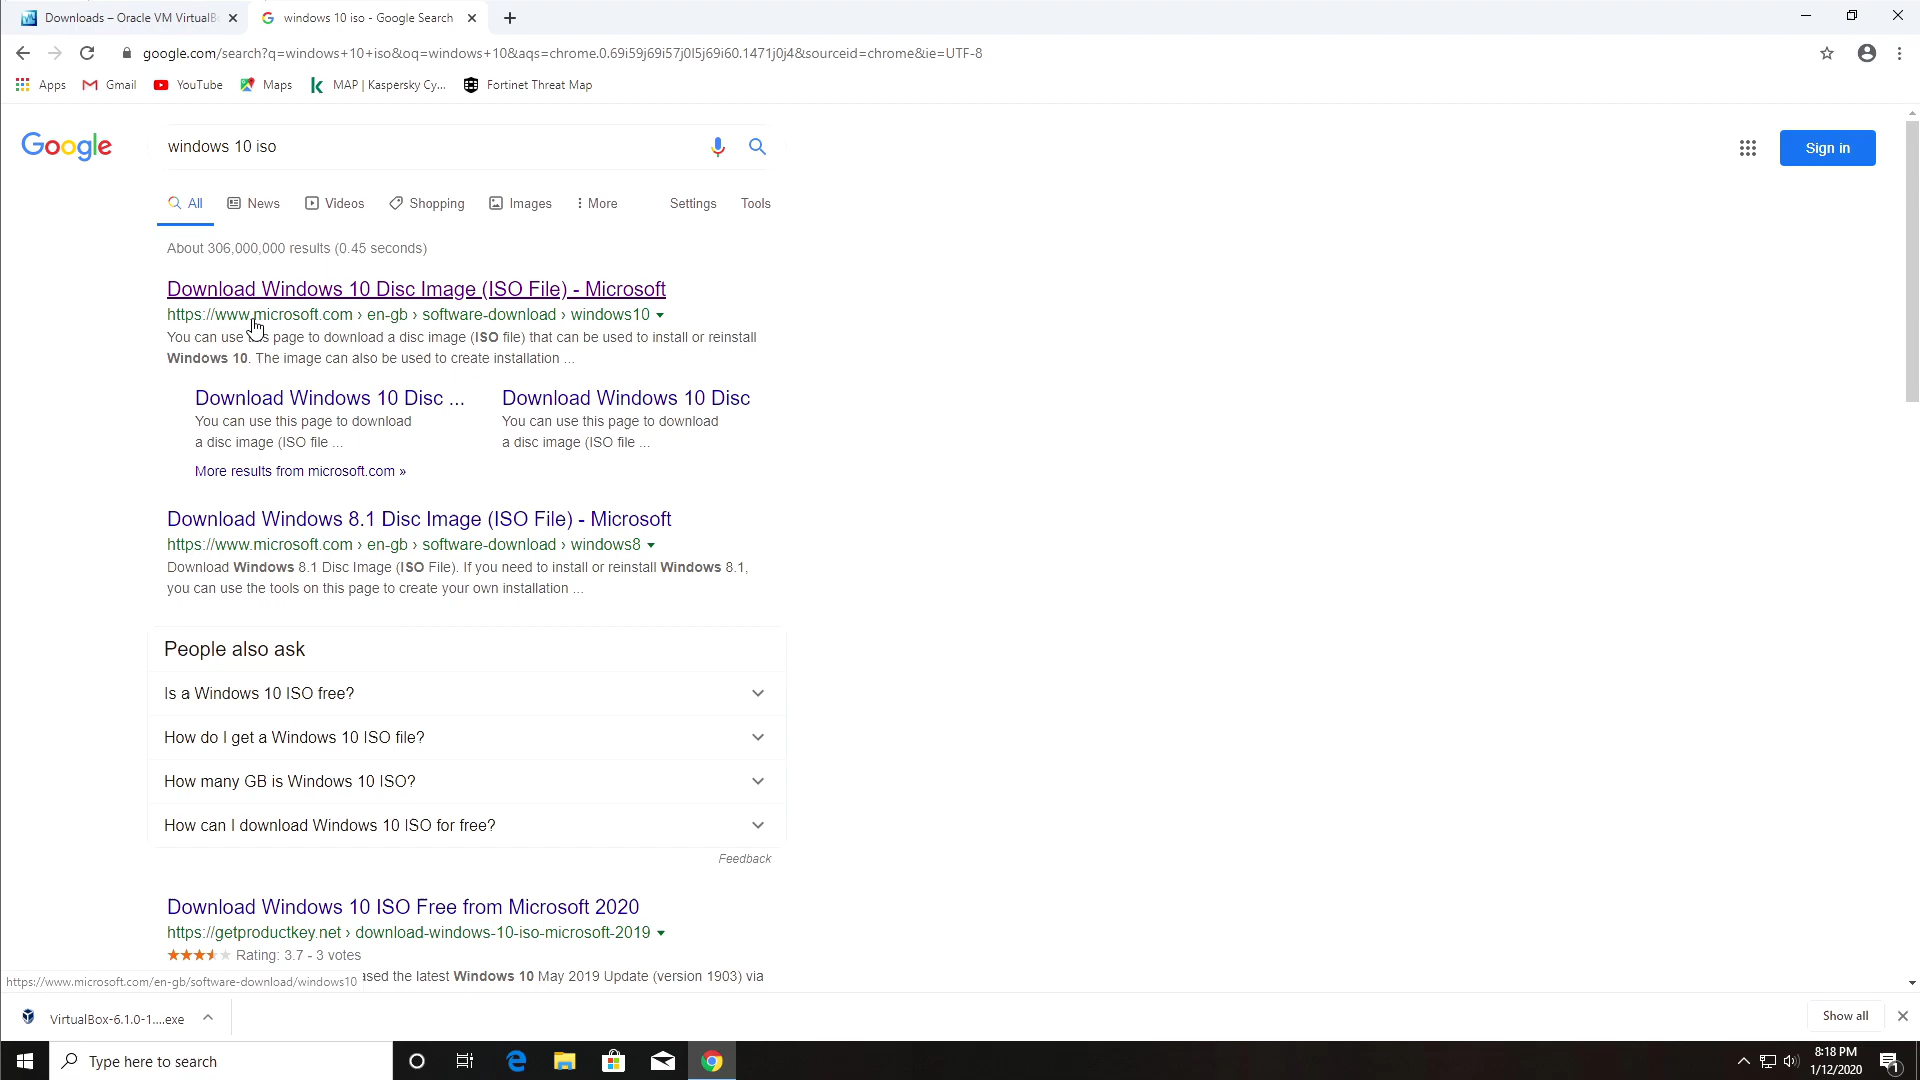 Downloads – Oracle VM VirtualB
windows 10 iso - Google Search
google.com/search?q=windows+10+iso&oq=windows+10&aqs=chrome.0.69i59j69i57j0l5j69i60.1471j0j4&sourceid=chrome&ie=UTF-8
Apps Gmail YouTube Maps MAP | Kaspersky Cy... Fortinet Threat Map
Google
windows 10 iso
Sign in
All News Videos Shopping Images More Settings Tools
About 306,000,000 results (0.45 seconds)
Download Windows 10 Disc Image (ISO File) - Microsoft
https://www.microsoft.com › en-gb › software-download › windows10
You can use this page to download a disc image (ISO file) that can be used to install or reinstall
Windows 10. The image can also be used to create installation ...
Download Windows 10 Disc ...
You can use this page to download
a disc image (ISO file ...
Download Windows 10 Disc
You can use this page to download
a disc image (ISO file ...
More results from microsoft.com »
Download Windows 8.1 Disc Image (ISO File) - Microsoft
https://www.microsoft.com › en-gb › software-download › windows8
Download Windows 8.1 Disc Image (ISO File). If you need to install or reinstall Windows 8.1,
you can use the tools on this page to create your own installation ...
People also ask
Is a Windows 10 ISO free?
How do I get a Windows 10 ISO file?
How many GB is Windows 10 ISO?
How can I download Windows 10 ISO for free?
Feedback
Download Windows 10 ISO Free from Microsoft 2020
https://getproductkey.net › download-windows-10-iso-microsoft-2019
Rating: 3.7 - 3 votes
sed the latest Windows 10 May 2019 Update (version 1903) via
https://www.microsoft.com/en-gb/software-download/windows10
VirtualBox-6.1.0-1....exe
Show all
Type here to search
8:18 PM
1/12/2020
1